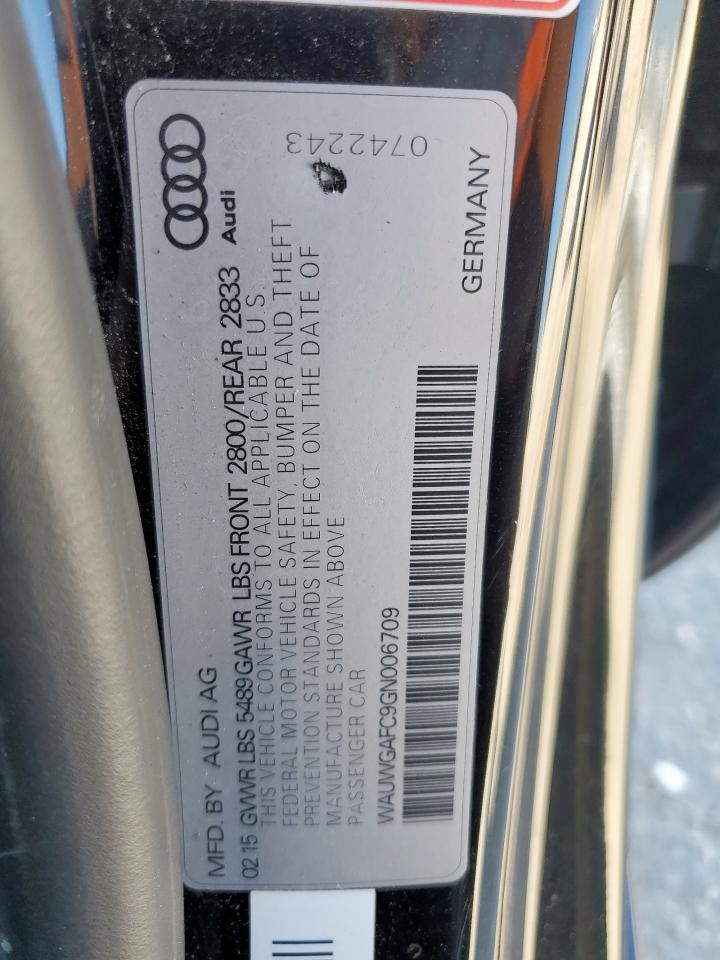 MFD. BY AUDI AG
Audi
02 15 GVWR LBS 5489 GAWR LBS FRONT 2800/REAR 2833
THIS VEHICLE CONFORMS TO ALL APPLICABLE U.S.
FEDERAL MOTOR VEHICLE SAFETY, BUMPER AND THEFT
PREVENTION STANDARDS IN EFFECT ON THE DATE OF
MANUFACTURE SHOWN ABOVE
PASSENGER CAR
0742243
WAUWGAFC9GN006709
GERMANY